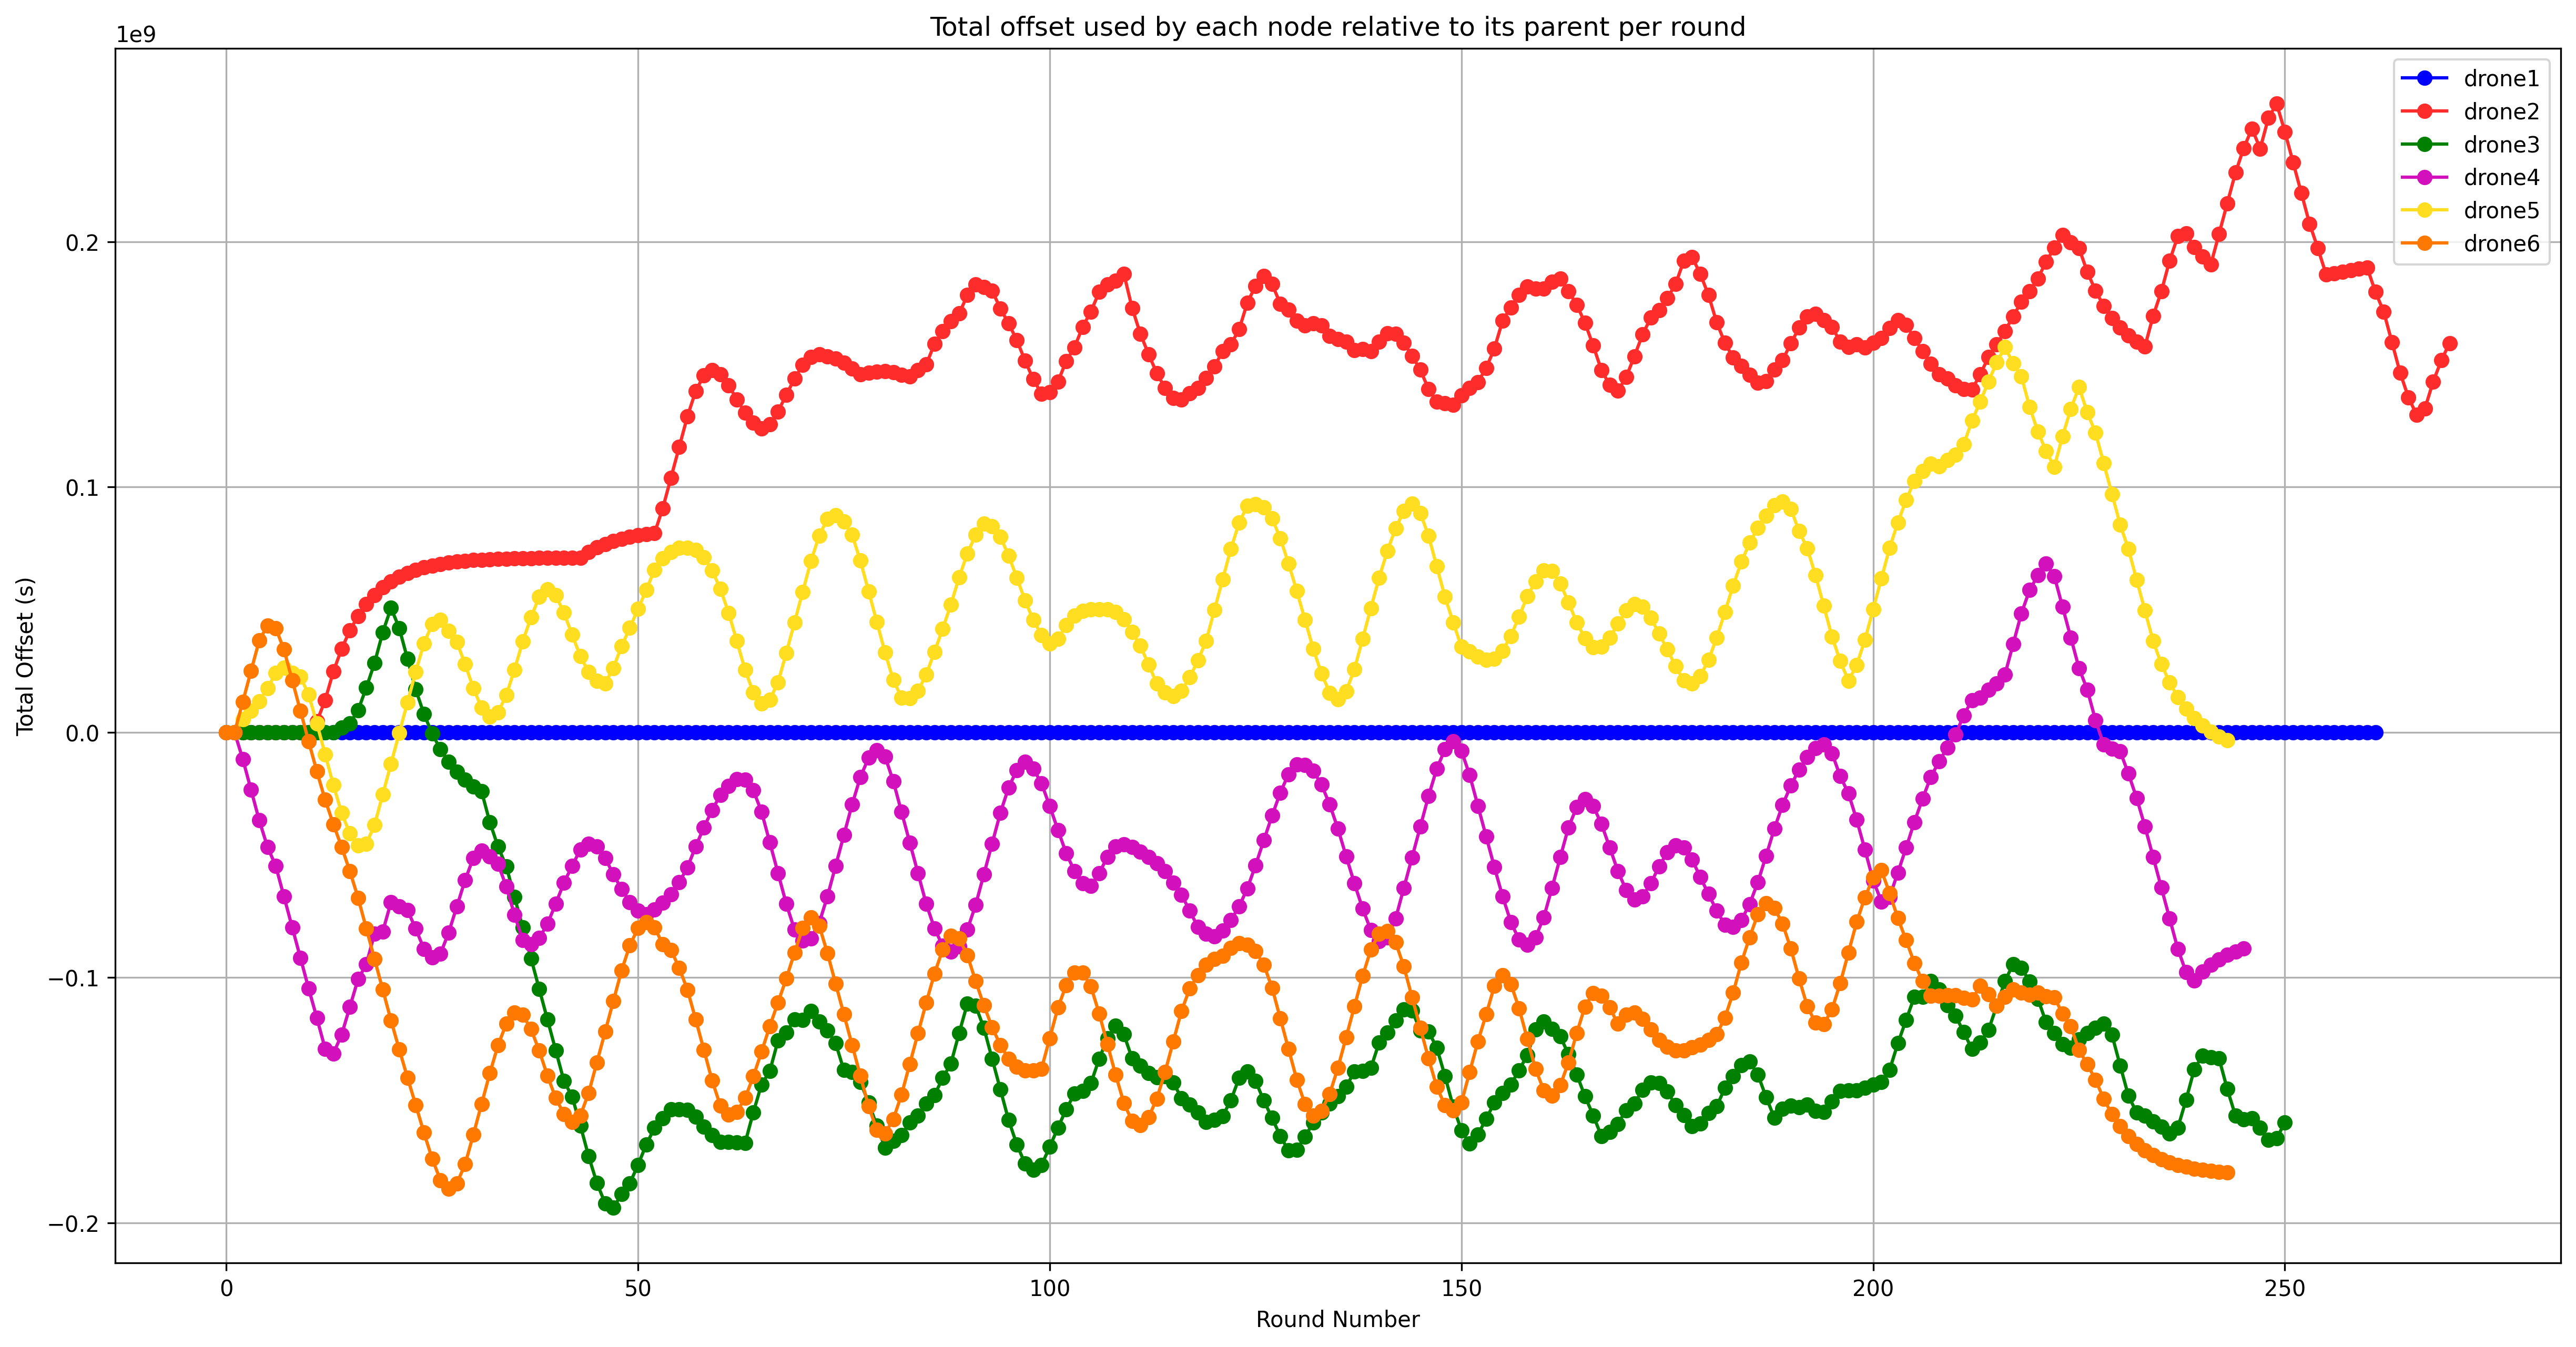 Total offset used by each node relative to its parent per round
1e9
drone1
drone2
drone3
drone4
drone5
drone6
0.2
0.1
0.0
−0.1
−0.2
Total Offset (s)
0 50 100 150 200 250
Round Number